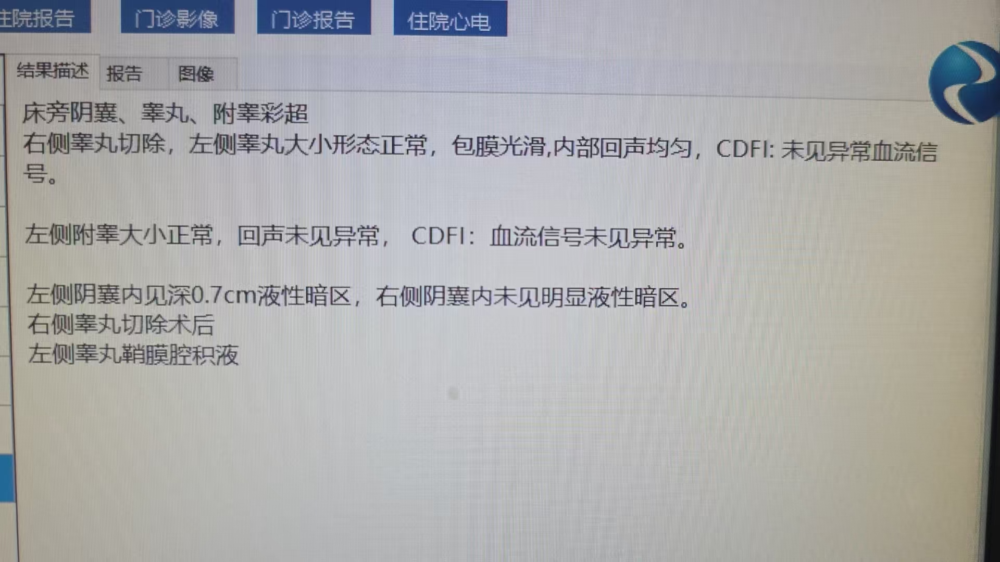 住院报告 门诊影像 门诊报告 住院心电
结果描述 报告 图像
床旁阴囊、睾丸、附睾彩超
右侧睾丸切除，左侧睾丸大小形态正常，包膜光滑,内部回声均匀，CDFI: 未见异常血流信
号。
左侧附睾大小正常，回声未见异常， CDFI：血流信号未见异常。
左侧阴囊内见深0.7cm液性暗区，右侧阴囊内未见明显液性暗区。
右侧睾丸切除术后
左侧睾丸鞘膜腔积液